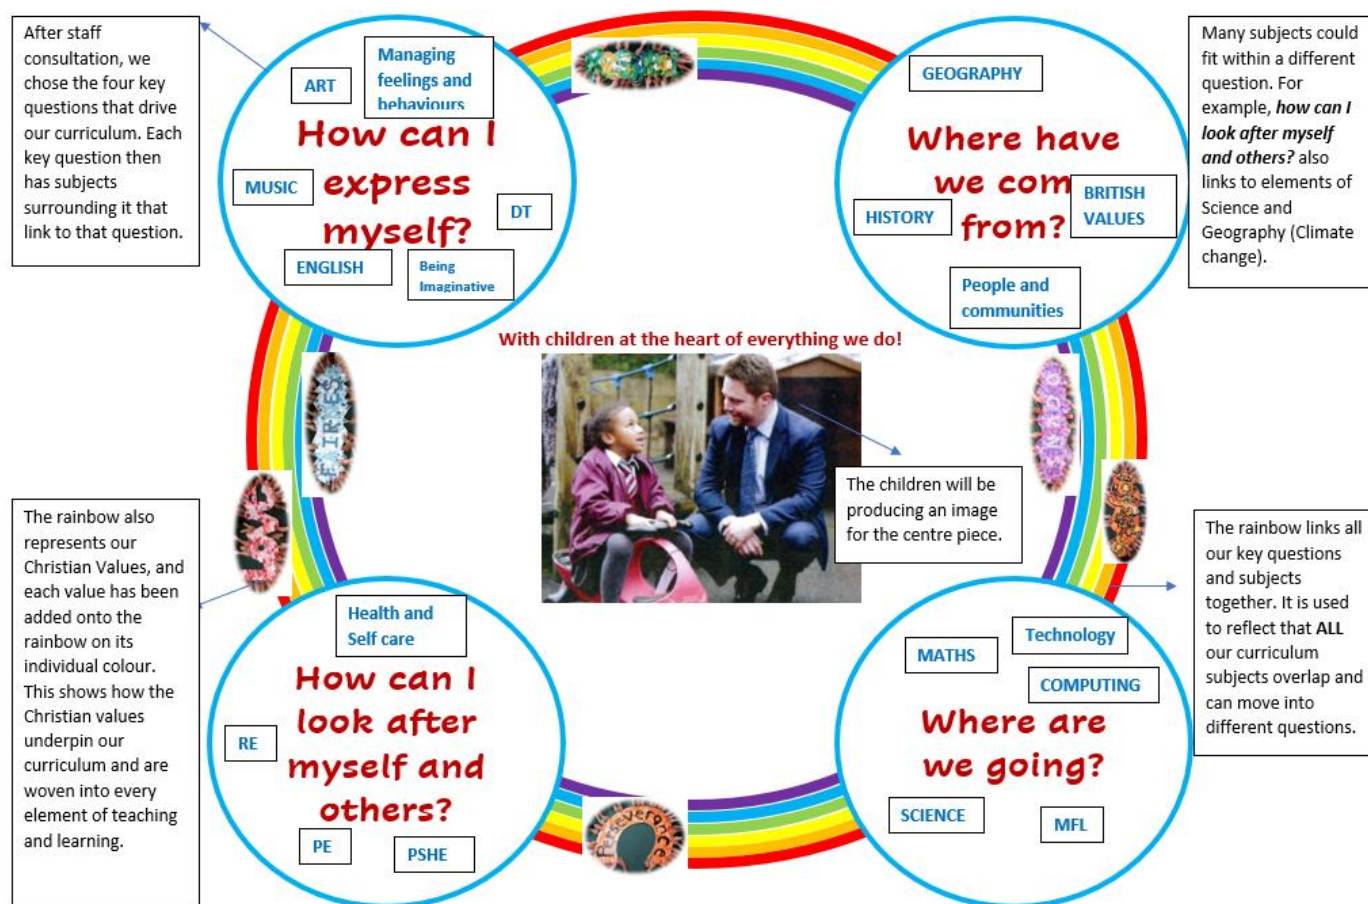 After staff
consultation, we
chose the four key
questions that drive
our curriculum. Each
key question then
has subjects
surrounding it that
link to that question.
ART
Managing
feelings and
behaviours
How can I
express
myself?
MUSIC
DT
ENGLISH
Being
Imaginative
GEOGRAPHY
Where have
we com
from?
HISTORY
BRITISH
VALUES
People and
communities
Many subjects could
fit within a different
question. For
example, how can I
look after myself
and others? also
links to elements of
Science and
Geography (Climate
change).
With children at the heart of everything we do!
FAIRNES
The children will be
producing an image
for the centre piece.
The rainbow also
represents our
Christian Values, and
each value has been
added onto the
rainbow on its
individual colour.
This shows how the
Christian values
underpin our
curriculum and are
woven into every
element of teaching
and learning.
Health and
Self care
How can I
look after
myself and
others?
RE
PE
PSHE
Perseverance
MATHS
Technology
COMPUTING
Where are
we going?
SCIENCE
MFL
The rainbow links all
our key questions
and subjects
together. It is used
to reflect that ALL
our curriculum
subjects overlap and
can move into
different questions.